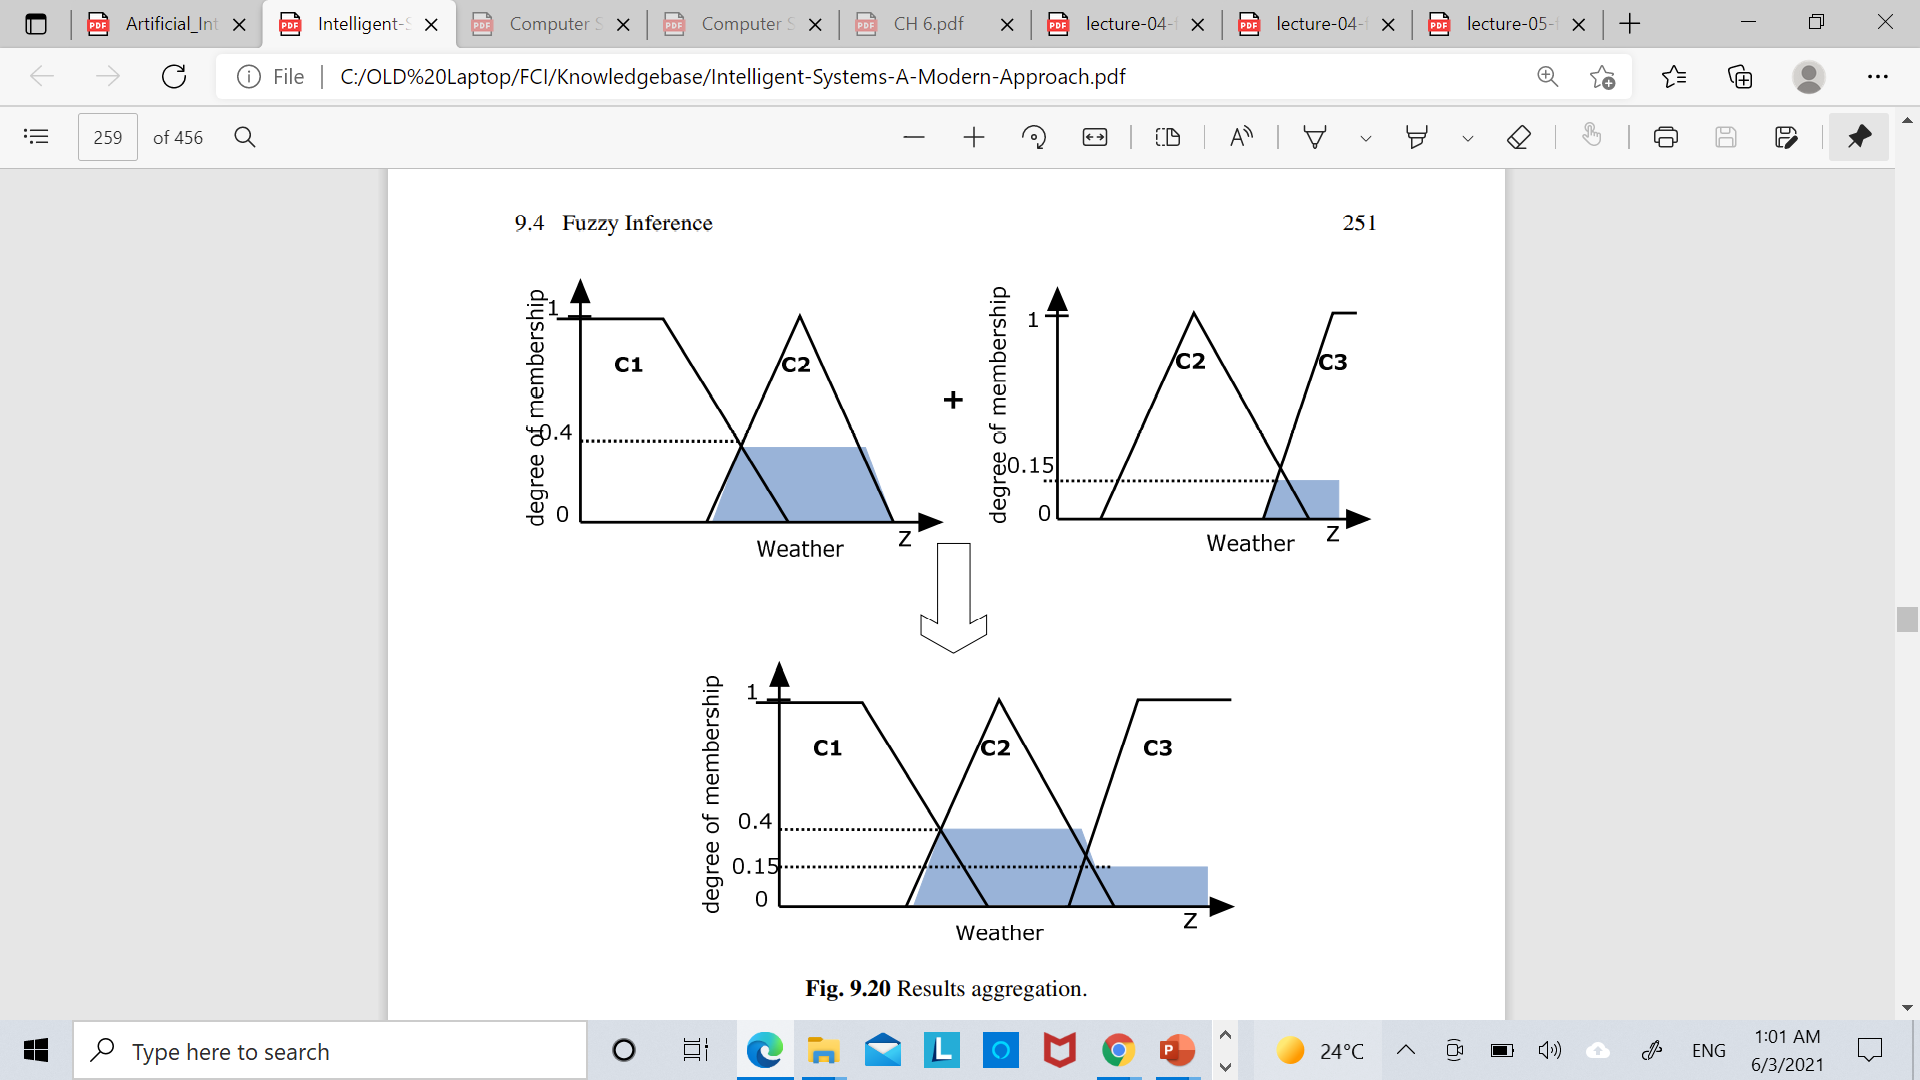 Artificial_Int
Intelligent-S
Computer S
Computer S
CH 6.pdf
lecture-04-f
lecture-04-f
lecture-05-f
File
C:/OLD%20Laptop/FCI/Knowledgebase/Intelligent-Systems-A-Modern-Approach.pdf
259 of 456
9.4 Fuzzy Inference 251
degree of membership
1
C1
C2
0.4
0
Z
Weather
+
degree of membership
1
C2
C3
0.15
0
Z
Weather
degree of membership
1
C1
C2
C3
0.4
0.15
0
Z
Weather
Fig. 9.20 Results aggregation.
Type here to search
24°C
ENG
1:01 AM
6/3/2021